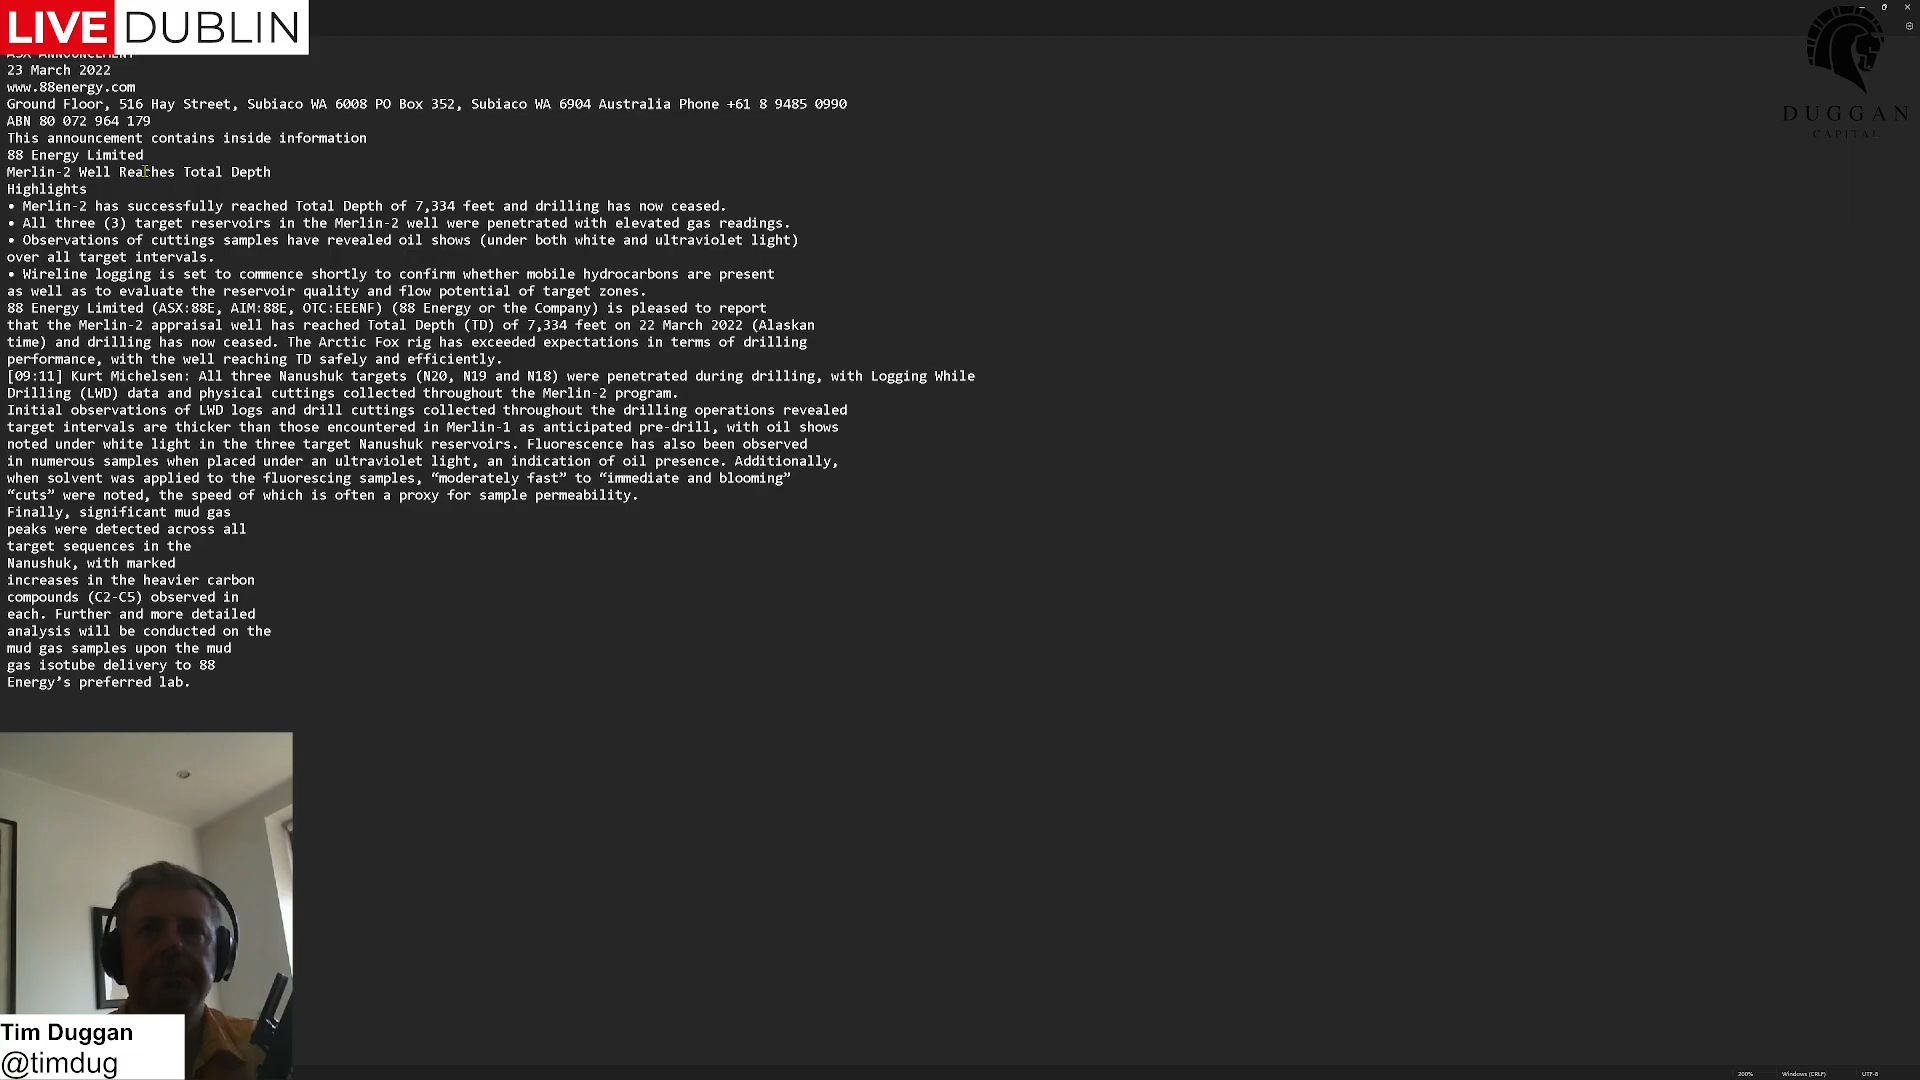 LIVE DUBLIN
ASX ANNOUNCEMENT
23 March 2022
www.88energy.com
Ground Floor, 516 Hay Street, Subiaco WA 6008 PO Box 352, Subiaco WA 6904 Australia Phone +61 8 9485 0990
ABN 80 072 964 179
This announcement contains inside information
88 Energy Limited
Merlin-2 Well Reaches Total Depth
Highlights
• Merlin-2 has successfully reached Total Depth of 7,334 feet and drilling has now ceased.
• All three (3) target reservoirs in the Merlin-2 well were penetrated with elevated gas readings.
• Observations of cuttings samples have revealed oil shows (under both white and ultraviolet light)
over all target intervals.
• Wireline logging is set to commence shortly to confirm whether mobile hydrocarbons are present
as well as to evaluate the reservoir quality and flow potential of target zones.
88 Energy Limited (ASX:88E, AIM:88E, OTC:EEENF) (88 Energy or the Company) is pleased to report
that the Merlin-2 appraisal well has reached Total Depth (TD) of 7,334 feet on 22 March 2022 (Alaskan
time) and drilling has now ceased. The Arctic Fox rig has exceeded expectations in terms of drilling
performance, with the well reaching TD safely and efficiently.
[09:11] Kurt Michelsen: All three Nanushuk targets (N20, N19 and N18) were penetrated during drilling, with Logging While
Drilling (LWD) data and physical cuttings collected throughout the Merlin-2 program.
Initial observations of LWD logs and drill cuttings collected throughout the drilling operations revealed
target intervals are thicker than those encountered in Merlin-1 as anticipated pre-drill, with oil shows
noted under white light in the three target Nanushuk reservoirs. Fluorescence has also been observed
in numerous samples when placed under an ultraviolet light, an indication of oil presence. Additionally,
when solvent was applied to the fluorescing samples, “moderately fast” to “immediate and blooming”
“cuts” were noted, the speed of which is often a proxy for sample permeability.
Finally, significant mud gas
peaks were detected across all
target sequences in the
Nanushuk, with marked
increases in the heavier carbon
compounds (C2-C5) observed in
each. Further and more detailed
analysis will be conducted on the
mud gas samples upon the mud
gas isotube delivery to 88
Energy’s preferred lab.
DUGGAN
CAPITAL
Tim Duggan
@timdug
200% Windows (CRLF) UTF-8